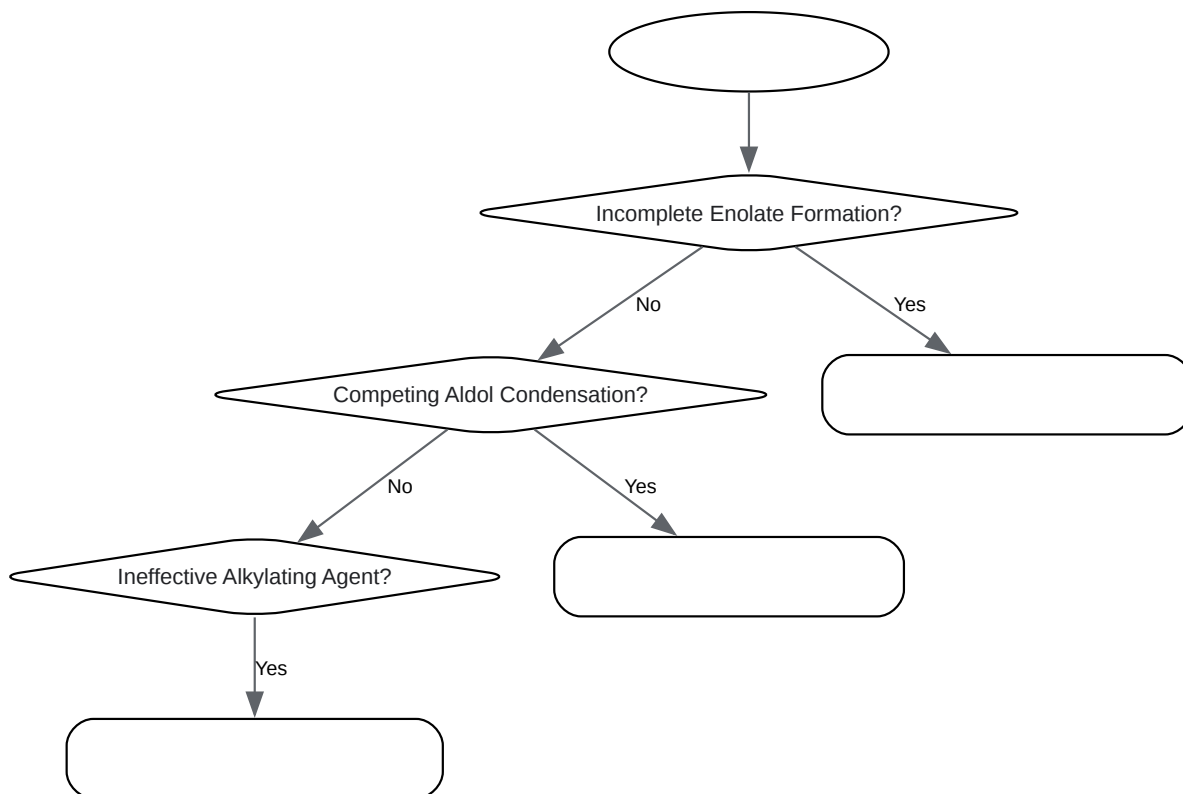 Incomplete Enolate Formation?
No
Yes
Competing Aldol Condensation?
No
Yes
Ineffective Alkylating Agent?
Yes